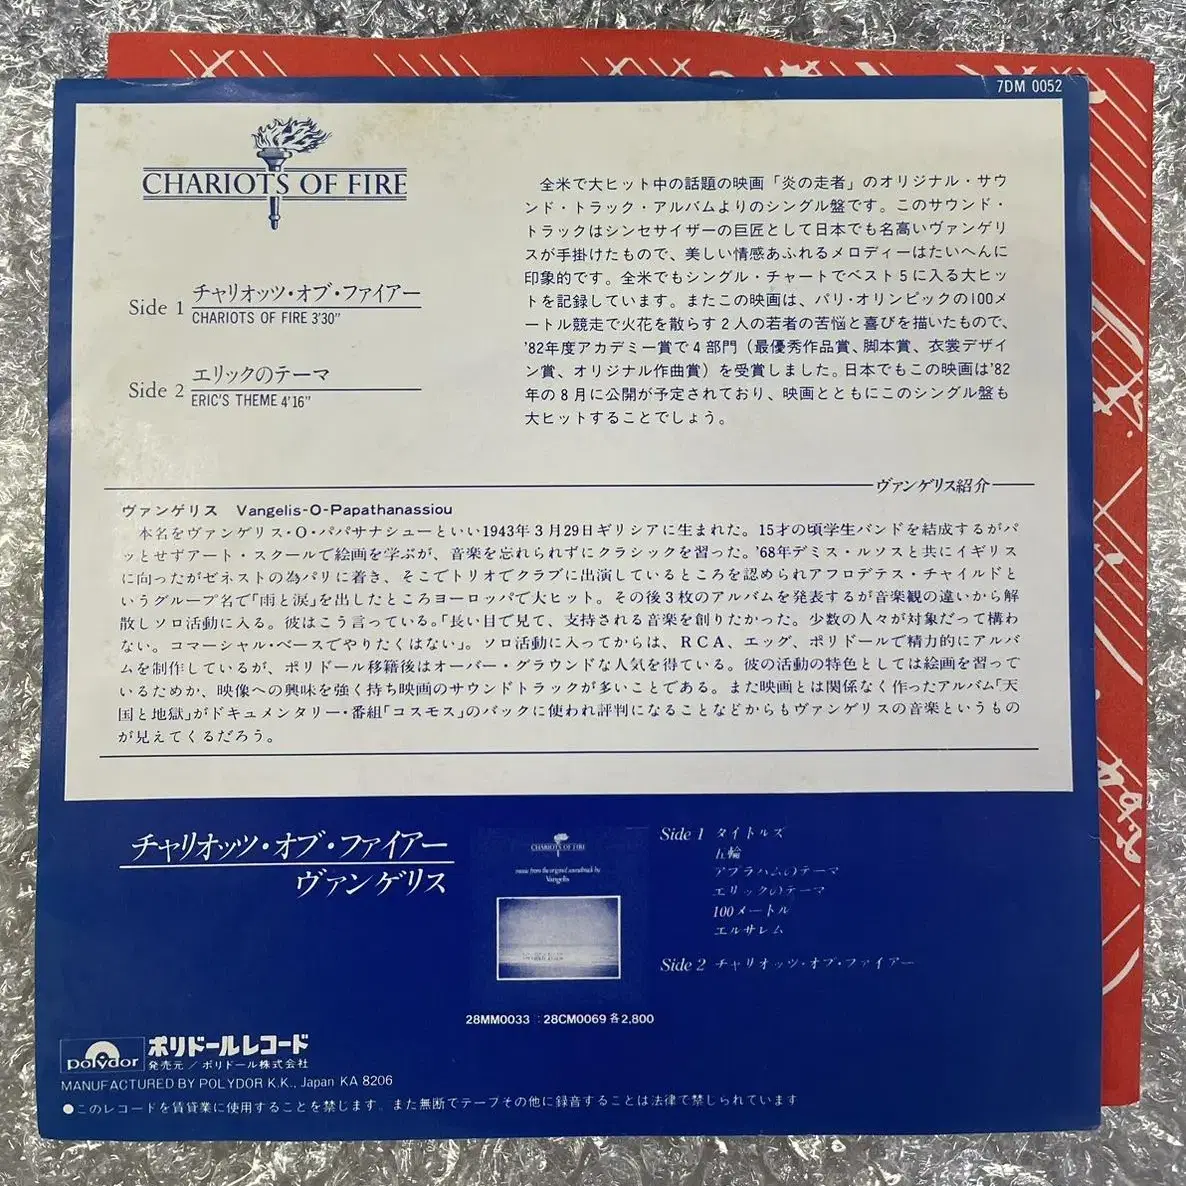 7DM 0052
CHARIOTS OF FIRE
Side 1 チャリオッツ・オブ・ファイアー
CHARIOTS OF FIRE 3'30"
Side 2 エリックのテーマ
ERIC'S THEME 4'16"
全米で大ヒット中の話題の映画「炎の走者」のオリジナル・サウ
ンド・トラック・アルバムよりのシングル盤です。このサウンド・
トラックはシンセサイザーの巨匠として日本でも名高いヴァンゲリ
スが手掛けたもので、美しい情感あふれるメロディーはたいへんに
印象的です。全米でもシングル・チャートでベスト5に入る大ヒッ
トを記録しています。またこの映画は、パリ・オリンピックの100メ
ートル競走で火花を散らす2人の若者の苦悩と喜びを描いたもので、
'82年度アカデミー賞で4部門（最優秀作品賞、脚本賞、衣裳デザイ
ン賞、オリジナル作曲賞）を受賞しました。日本でもこの映画は'82
年の8月に公開が予定されており、映画とともにこのシングル盤も
大ヒットすることでしょう。
ヴァンゲリス紹介
ヴァンゲリス Vangelis-O-Papathanassiou
本名をヴァンゲリス・O・パパサナシューといい1943年3月29日ギリシアに生まれた。15才の頃学生バンドを結成するがパ
ッとせずアート・スクールで絵画を学ぶが、音楽を忘れられずにクラシックを習った。'68年デミス・ルソスと共にイギリス
に向ったがゼネストの為パリに着き、そこでトリオでクラブに出演しているところを認められアフロデテス・チャイルドと
いうグループ名で「雨と涙」を出したところヨーロッパで大ヒット。その後3枚のアルバムを発表するが音楽観の違いから解
散しソロ活動に入る。彼はこう言っている。「長い目で見て、支持される音楽を創りたかった。少数の人々が対象だって構わ
ない。コマーシャル・ベースでやりたくはない」。ソロ活動に入ってからは、RCA、エッグ、ポリドールで精力的にアルバ
ムを制作しているが、ポリドール移籍後はオーバー・グラウンドな人気を得ている。彼の活動の特色としては絵画を習って
いるためか、映像への興味を強く持ち映画のサウンドトラックが多いことである。また映画とは関係なく作ったアルバム「天
国と地獄」がドキュメンタリー・番組「コスモス」のバックに使われ評判になることなどからもヴァンゲリスの音楽というもの
が見えてくるだろう。
チャリオッツ・オブ・ファイアー
ヴァンゲリス
CHARIOTS OF FIRE
music from the original soundtrack by
Vangelis
28MM0033 : 28CM0069 各2,800
Side 1 タイトルズ
五輪
アブラハムのテーマ
エリックのテーマ
100メートル
エルサレム
Side 2 チャリオッツ・オブ・ファイアー
polydor ポリドールレコード
発売元／ポリドール株式会社
MANUFACTURED BY POLYDOR K.K., Japan KA 8206
●このレコードを賃貸業に使用することを禁じます。また無断でテープその他に録音することは法律で禁じられています